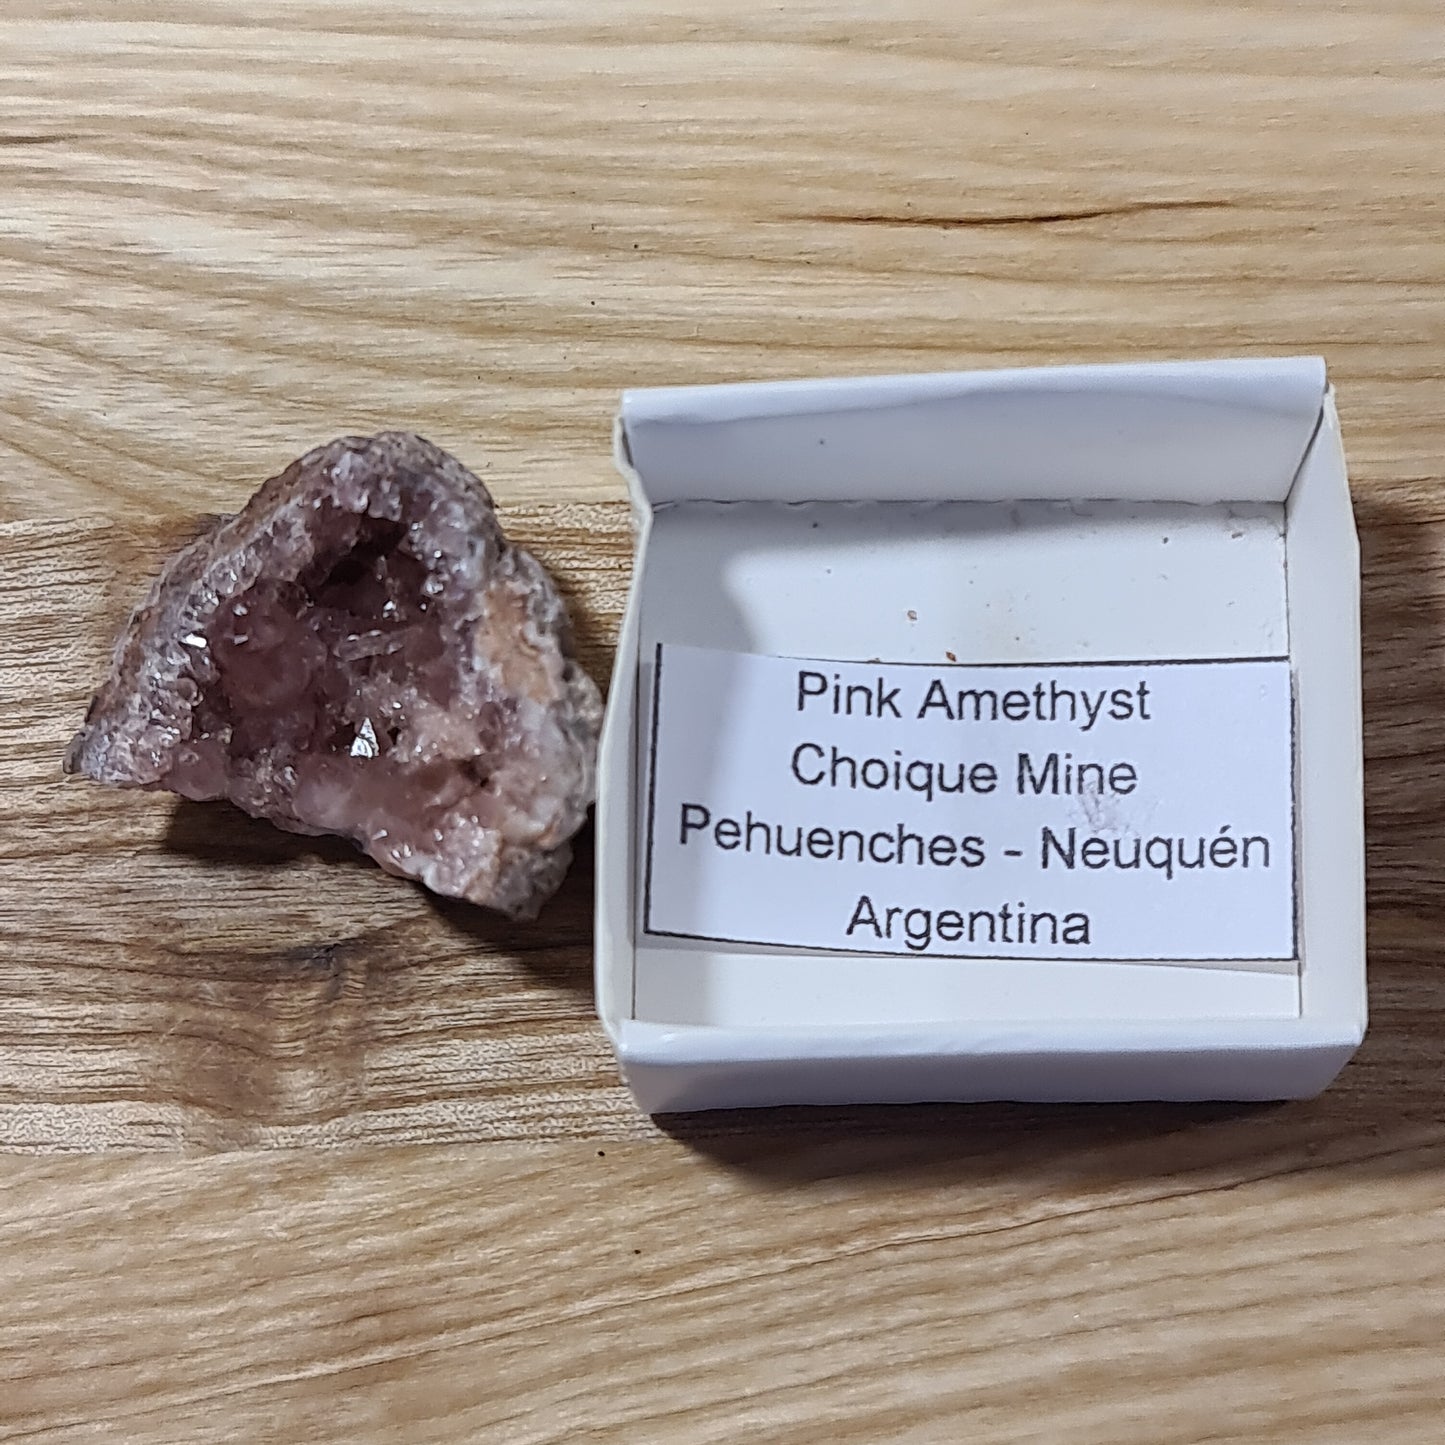 Pink Amethyst
Choique Mine
Pehuenches - Neuquén
Argentina